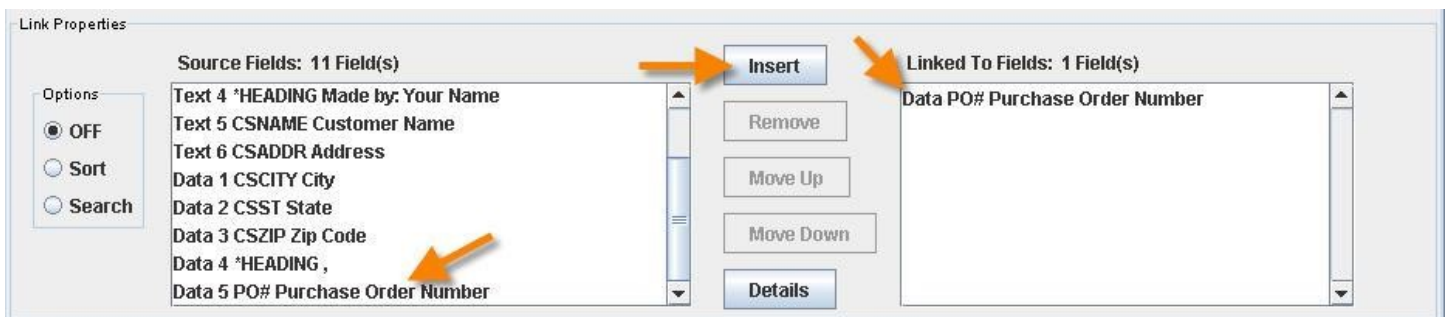 Link Properties
Source Fields: 11 Field(s)
Insert
Linked To Fields: 1 Field(s)
Options
OFF
Sort
Search
Text 4 *HEADING Made by: Your Name
Text 5 CSNAME Customer Name
Text 6 CSADDR Address
Data 1 CSCITY City
Data 2 CSST State
Data 3 CSZIP Zip Code
Data 4 *HEADING ,
Data 5 PO# Purchase Order Number
Remove
Move Up
Move Down
Details
Data PO# Purchase Order Number